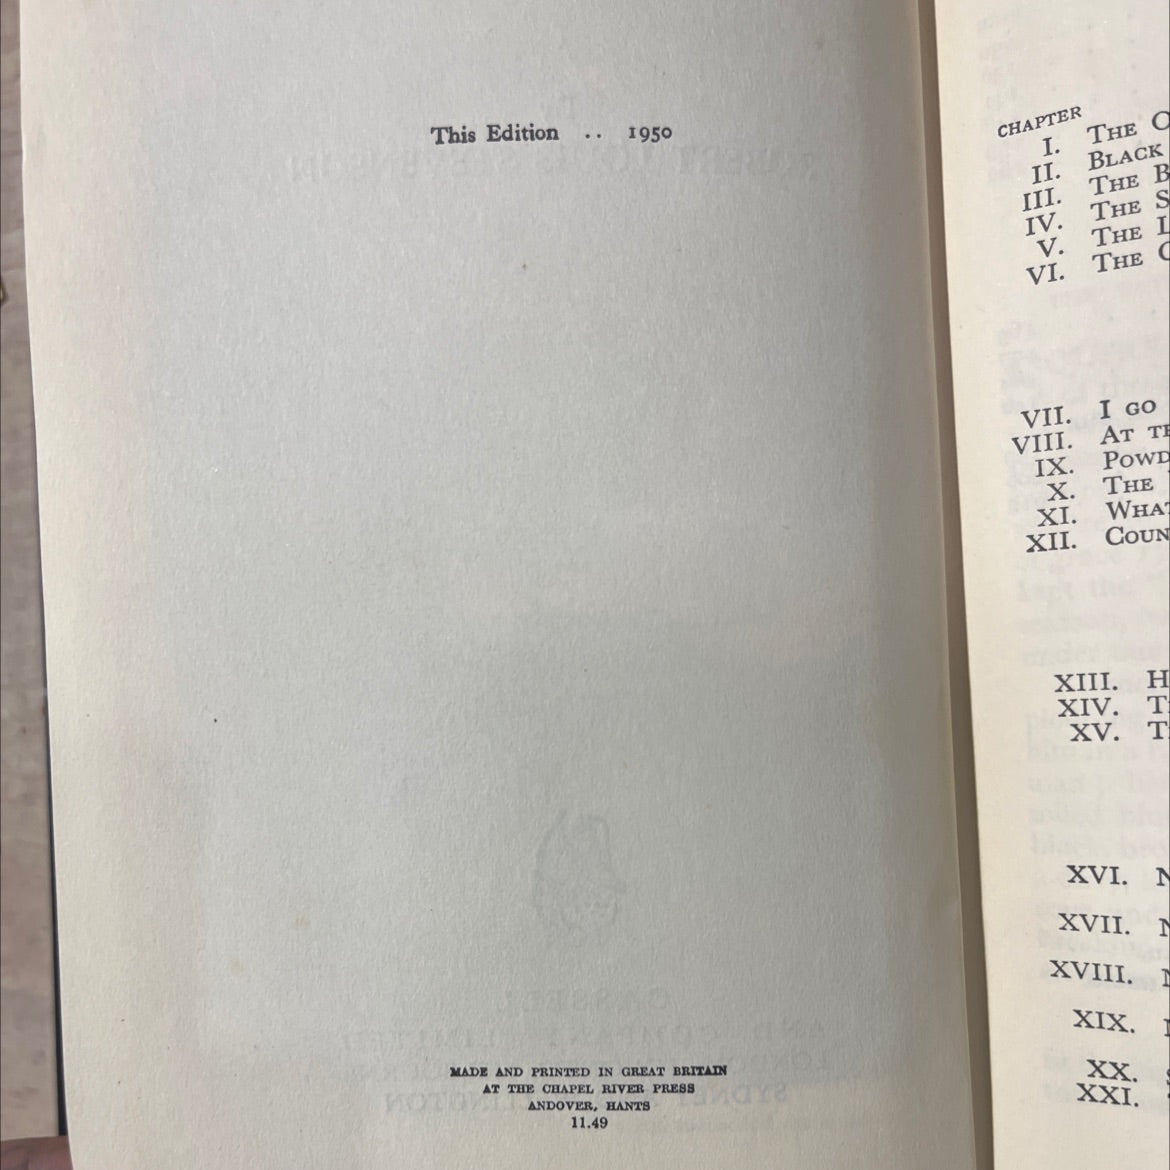 This Edition .. 1950
MADE AND PRINTED IN GREAT BRITAIN
AT THE CHAPEL RIVER PRESS
ANDOVER, HANTS
11.49
CHAPTER
I. THE
II. BLACK
III. THE
IV. THE
V. THE
VI. THE
VII. I GO
VIII. AT
IX.
X. THE
XI.
XII.
XIII.
XIV.
XV.
XVI.
XVII.
XVIII.
XIX.
XX.
XXI.